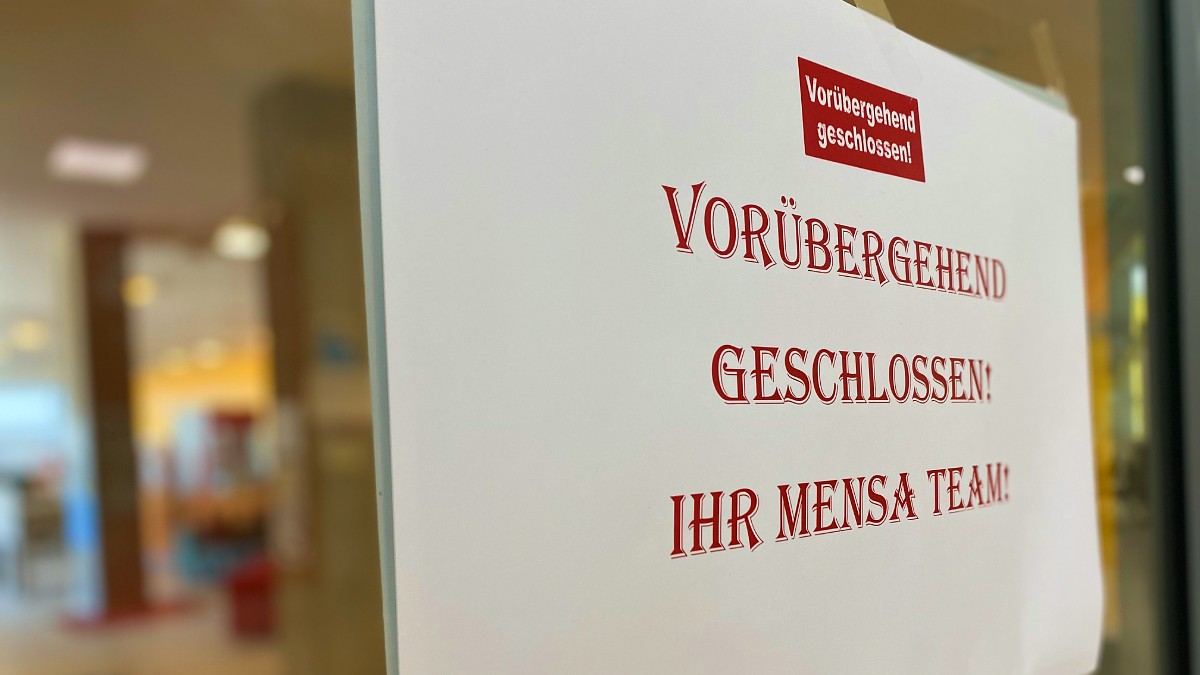 Vorübergehend
geschlossen!
VORÜBERGEHEND
GESCHLOSSEN!
IHR MENSA TEAM!